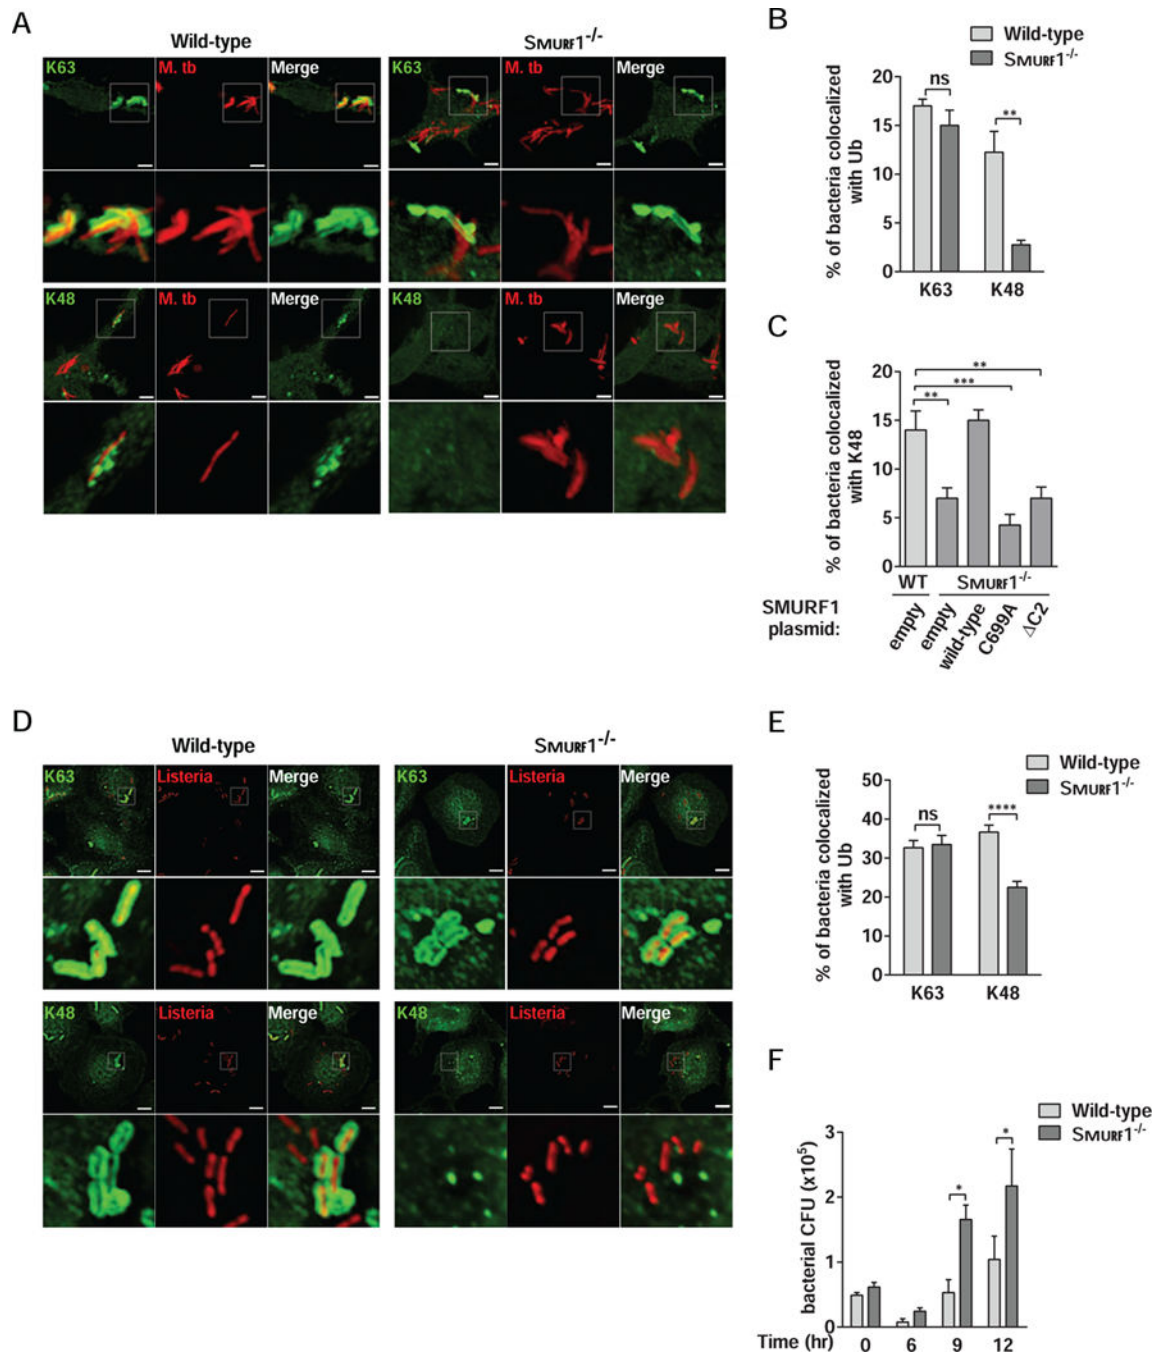 A
Wild-type
SMURF1-/-
K63
M. tb
Merge
K63
M. tb
Merge
K48
M. tb
Merge
K48
M. tb
Merge
B
Wild-type
SMURF1-/-
% of bacteria colocalized
with Ub
20
15
10
5
0
ns
**
K63
K48
C
% of bacteria colocalized
with K48
20
15
10
5
0
**
***
**
WT
SMURF1-/-
SMURF1
plasmid:
empty
empty
wild-type
C699A
ΔC2
D
Wild-type
SMURF1-/-
K63
Listeria
Merge
K63
Listeria
Merge
K48
Listeria
Merge
K48
Listeria
Merge
E
Wild-type
SMURF1-/-
% of bacteria colocalized
with Ub
50
40
30
20
10
0
ns
****
K63
K48
F
Wild-type
SMURF1-/-
bacterial CFU (x10⁵)
3
2
1
0
*
*
Time (hr)
0
6
9
12